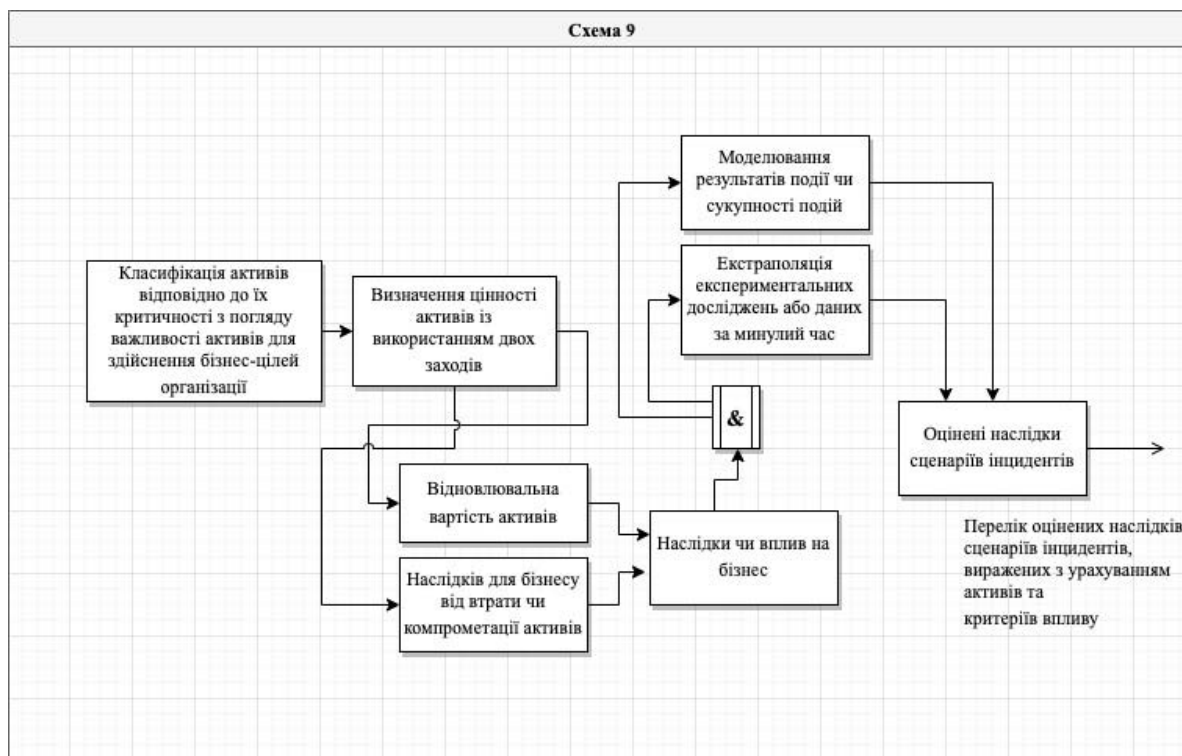 Схема 9
Класифікація активів
відповідно до їх
критичності з погляду
важливості активів для
здійснення бізнес-цілей
організації
Визначення цінності
активів із
використанням двох
заходів
Відновлювальна
вартість активів
Наслідків для бізнесу
від втрати чи
компрометації активів
Наслідки чи вплив на
бізнес
&
Моделювання
результатів події чи
сукупності подій
Екстраполяція
експериментальних
досліджень або даних
за минулий час
Оцінені наслідки
сценаріїв інцидентів
Перелік оцінених наслідків
сценаріїв інцидентів,
виражених з урахуванням
активів та
критеріїв впливу